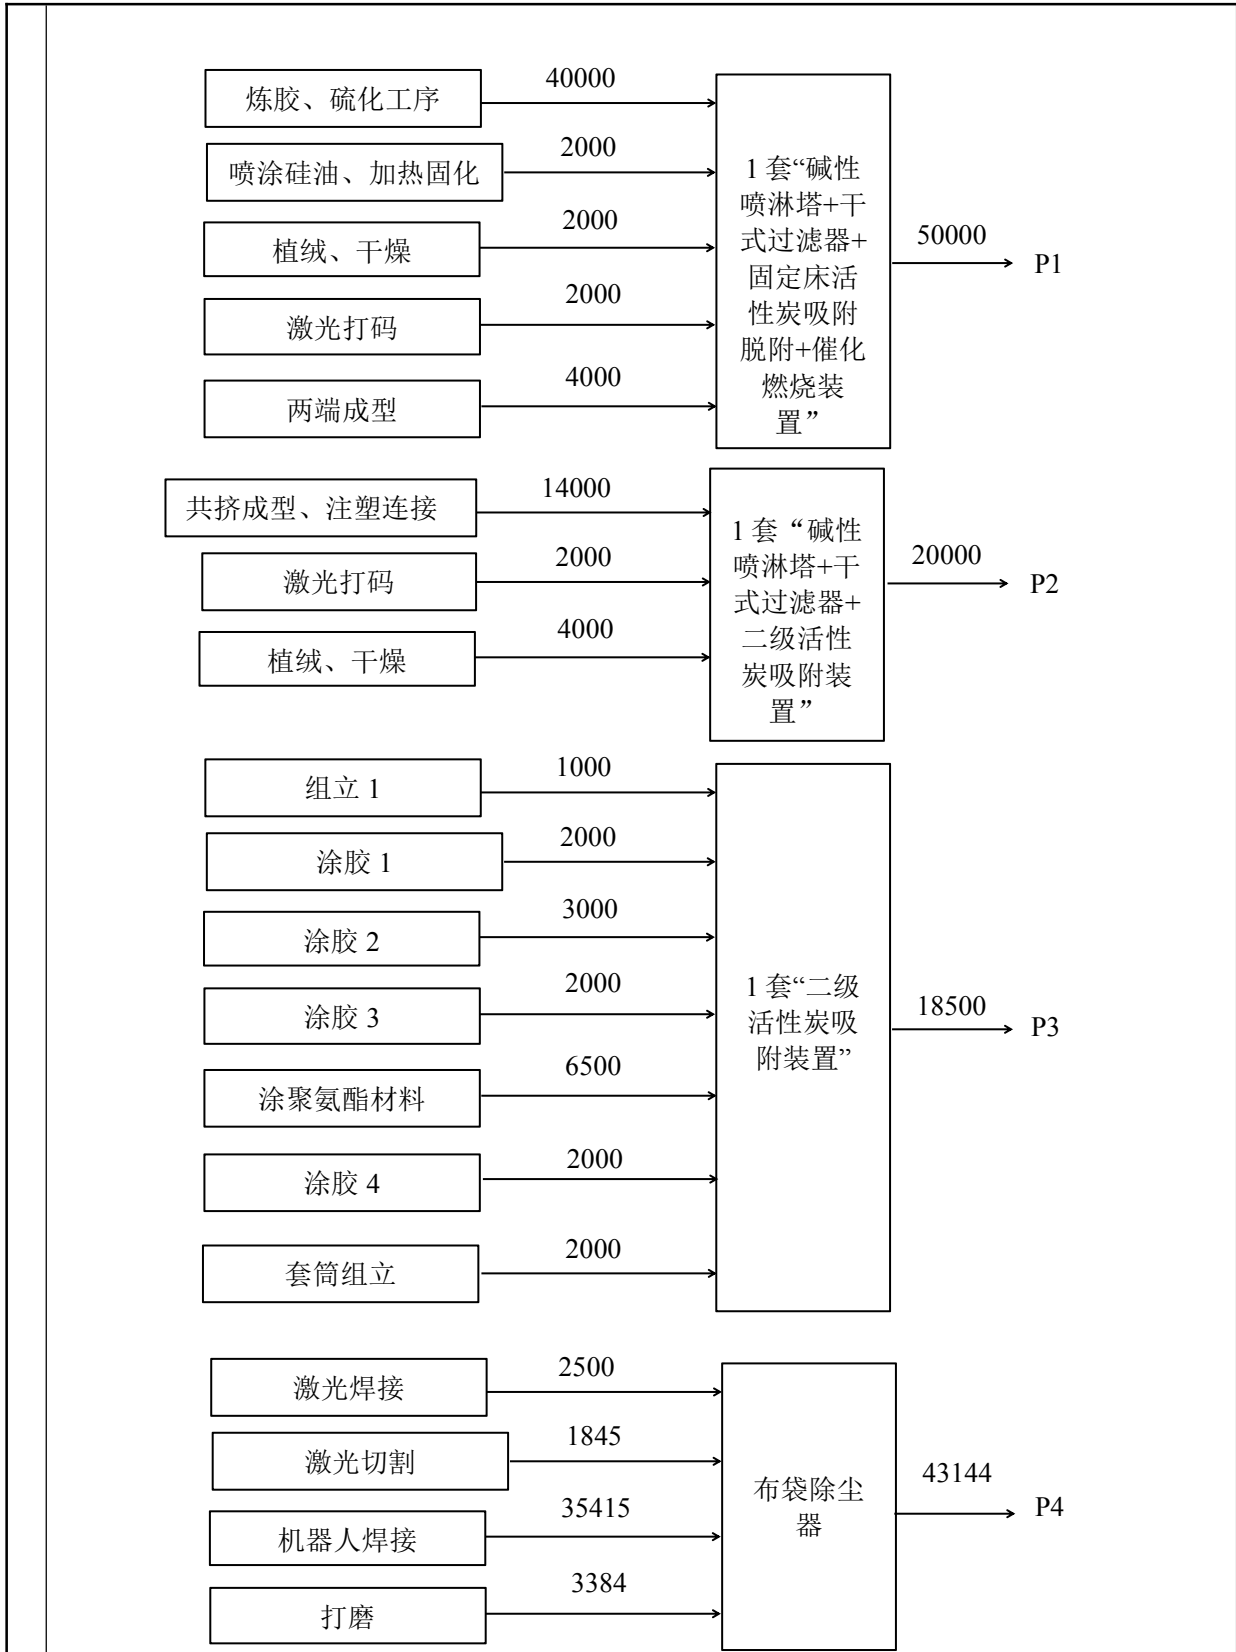 炼胶、硫化工序
40000
喷涂硅油、加热固化
2000
植绒、干燥
2000
激光打码
2000
两端成型
4000
1 套“碱性
喷淋塔+干
式过滤器+
固定床活
性炭吸附
脱附+催化
燃烧装
置”
50000
P1
共挤成型、注塑连接
14000
激光打码
2000
植绒、干燥
4000
1 套“碱性
喷淋塔+干
式过滤器+
二级活性
炭吸附装
置”
20000
P2
组立 1
1000
涂胶 1
2000
涂胶 2
3000
涂胶 3
2000
涂聚氨酯材料
6500
涂胶 4
2000
套筒组立
2000
1 套“二级
活性炭吸
附装置”
18500
P3
激光焊接
2500
激光切割
1845
机器人焊接
35415
打磨
3384
布袋除尘
器
43144
P4